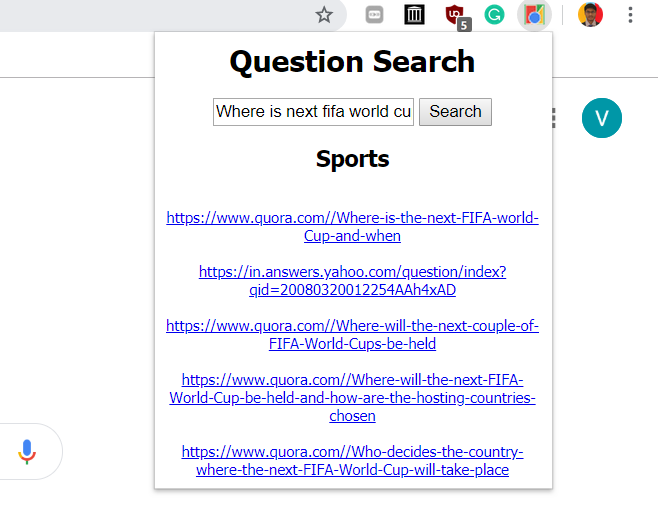 5
Question Search
Where is next fifa world cu
Search
V
Sports
https://www.quora.com//Where-is-the-next-FIFA-world-
Cup-and-when
https://in.answers.yahoo.com/question/index?
qid=20080320012254AAh4xAD
https://www.quora.com//Where-will-the-next-couple-of-
FIFA-World-Cups-be-held
https://www.quora.com//Where-will-the-next-FIFA-
World-Cup-be-held-and-how-are-the-hosting-countries-
chosen
https://www.quora.com//Who-decides-the-country-
where-the-next-FIFA-World-Cup-will-take-place